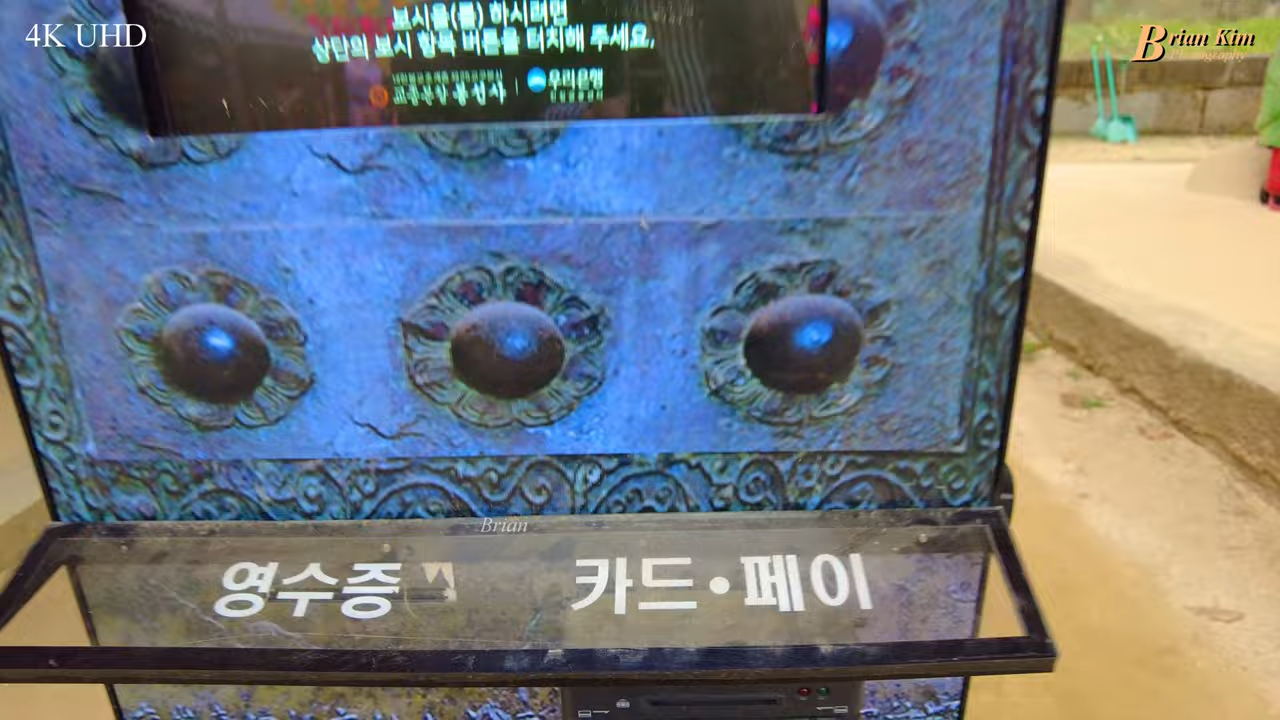 4K UHD
Brian Kim
Photography
보시을(를) 하시려면
상단의 보시 항목 버튼을 터치해 주세요.
우리은행
Brian
영수증
카드•페이